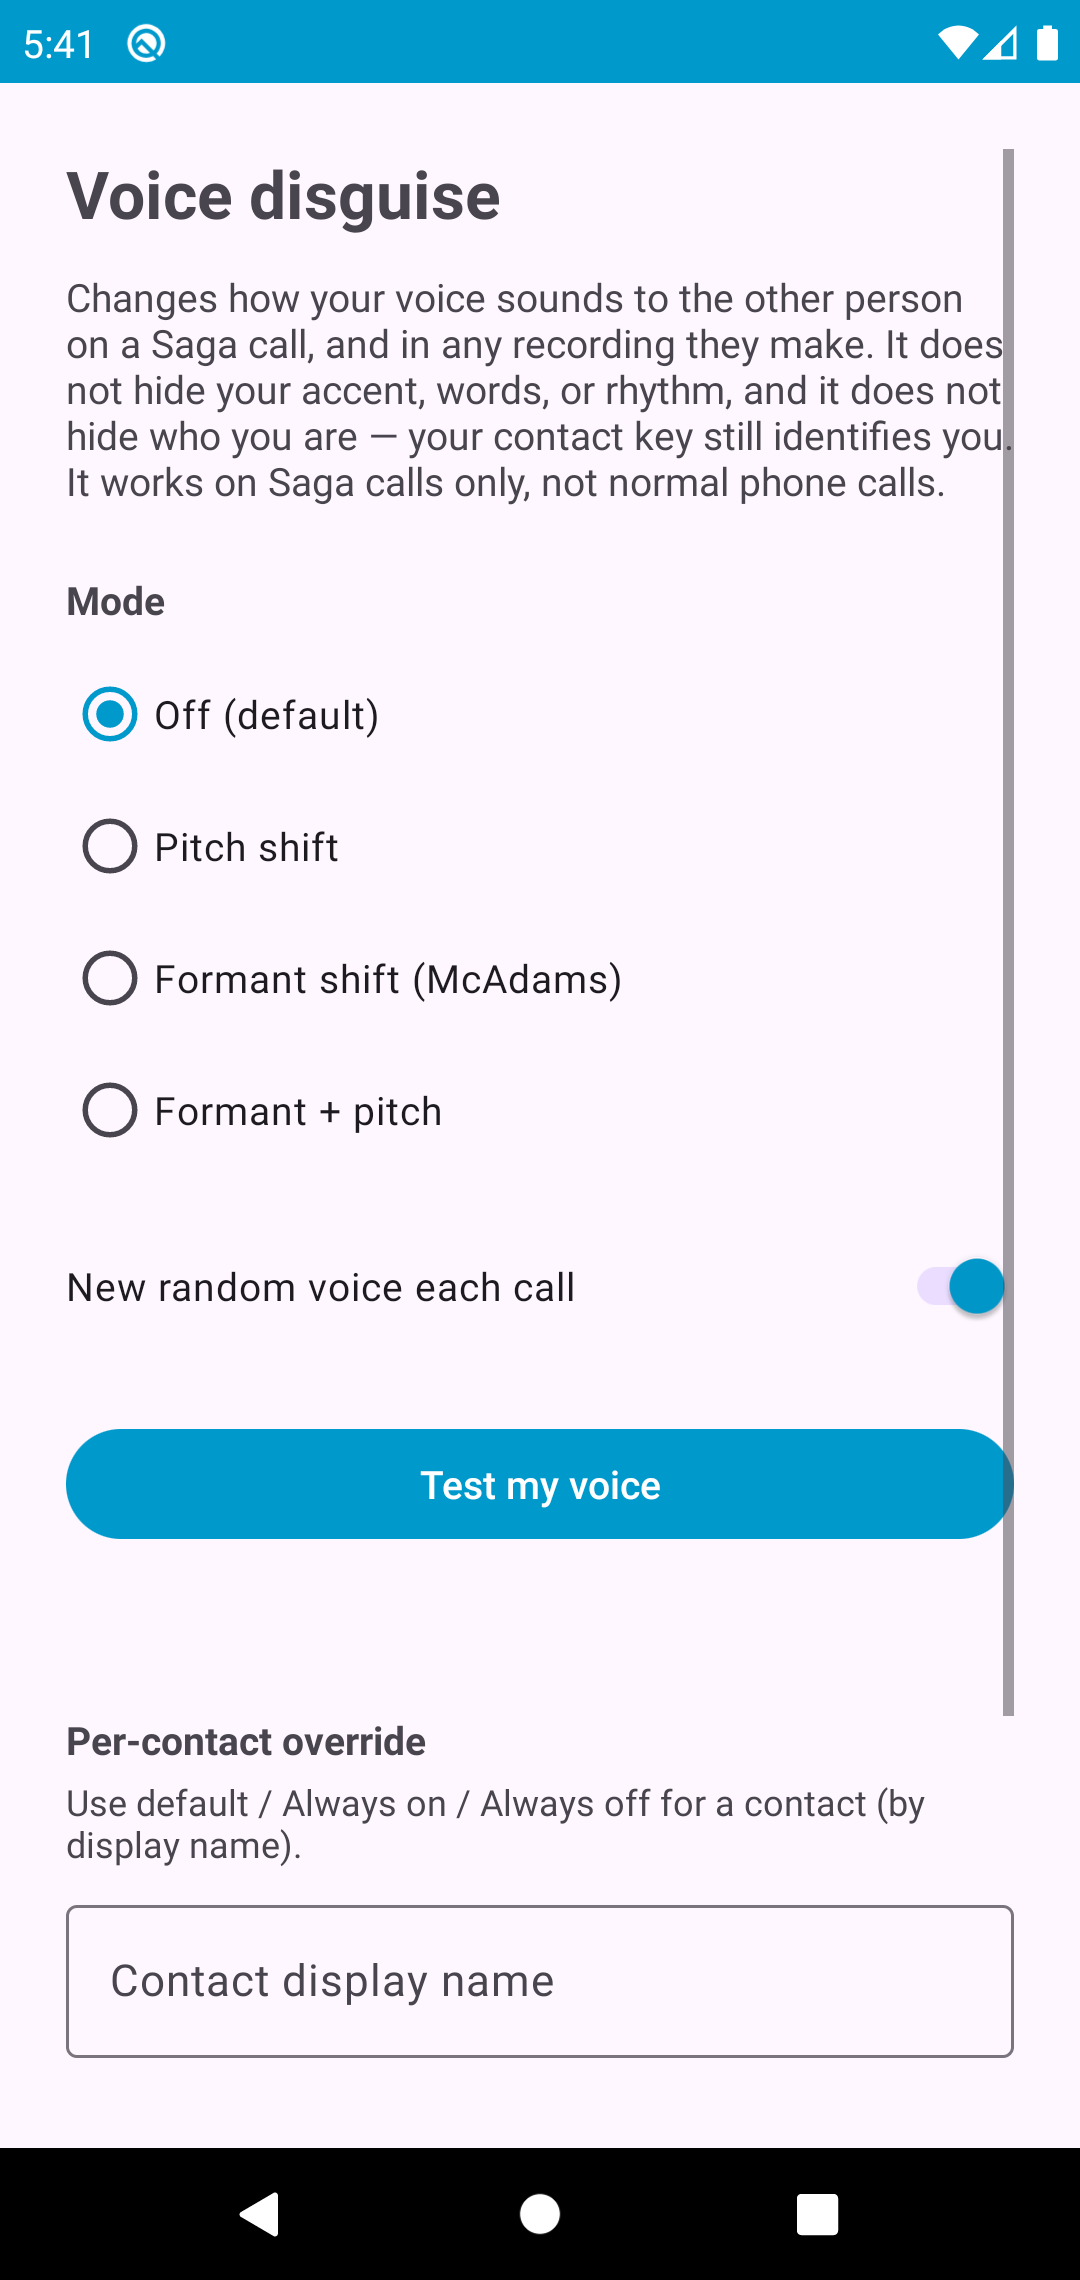 5:41
Voice disguise
Changes how your voice sounds to the other person
on a Saga call, and in any recording they make. It does
not hide your accent, words, or rhythm, and it does not
hide who you are — your contact key still identifies you.
It works on Saga calls only, not normal phone calls.
Mode
Off (default)
Pitch shift
Formant shift (McAdams)
Formant + pitch
New random voice each call
Test my voice
Per-contact override
Use default / Always on / Always off for a contact (by
display name).
Contact display name